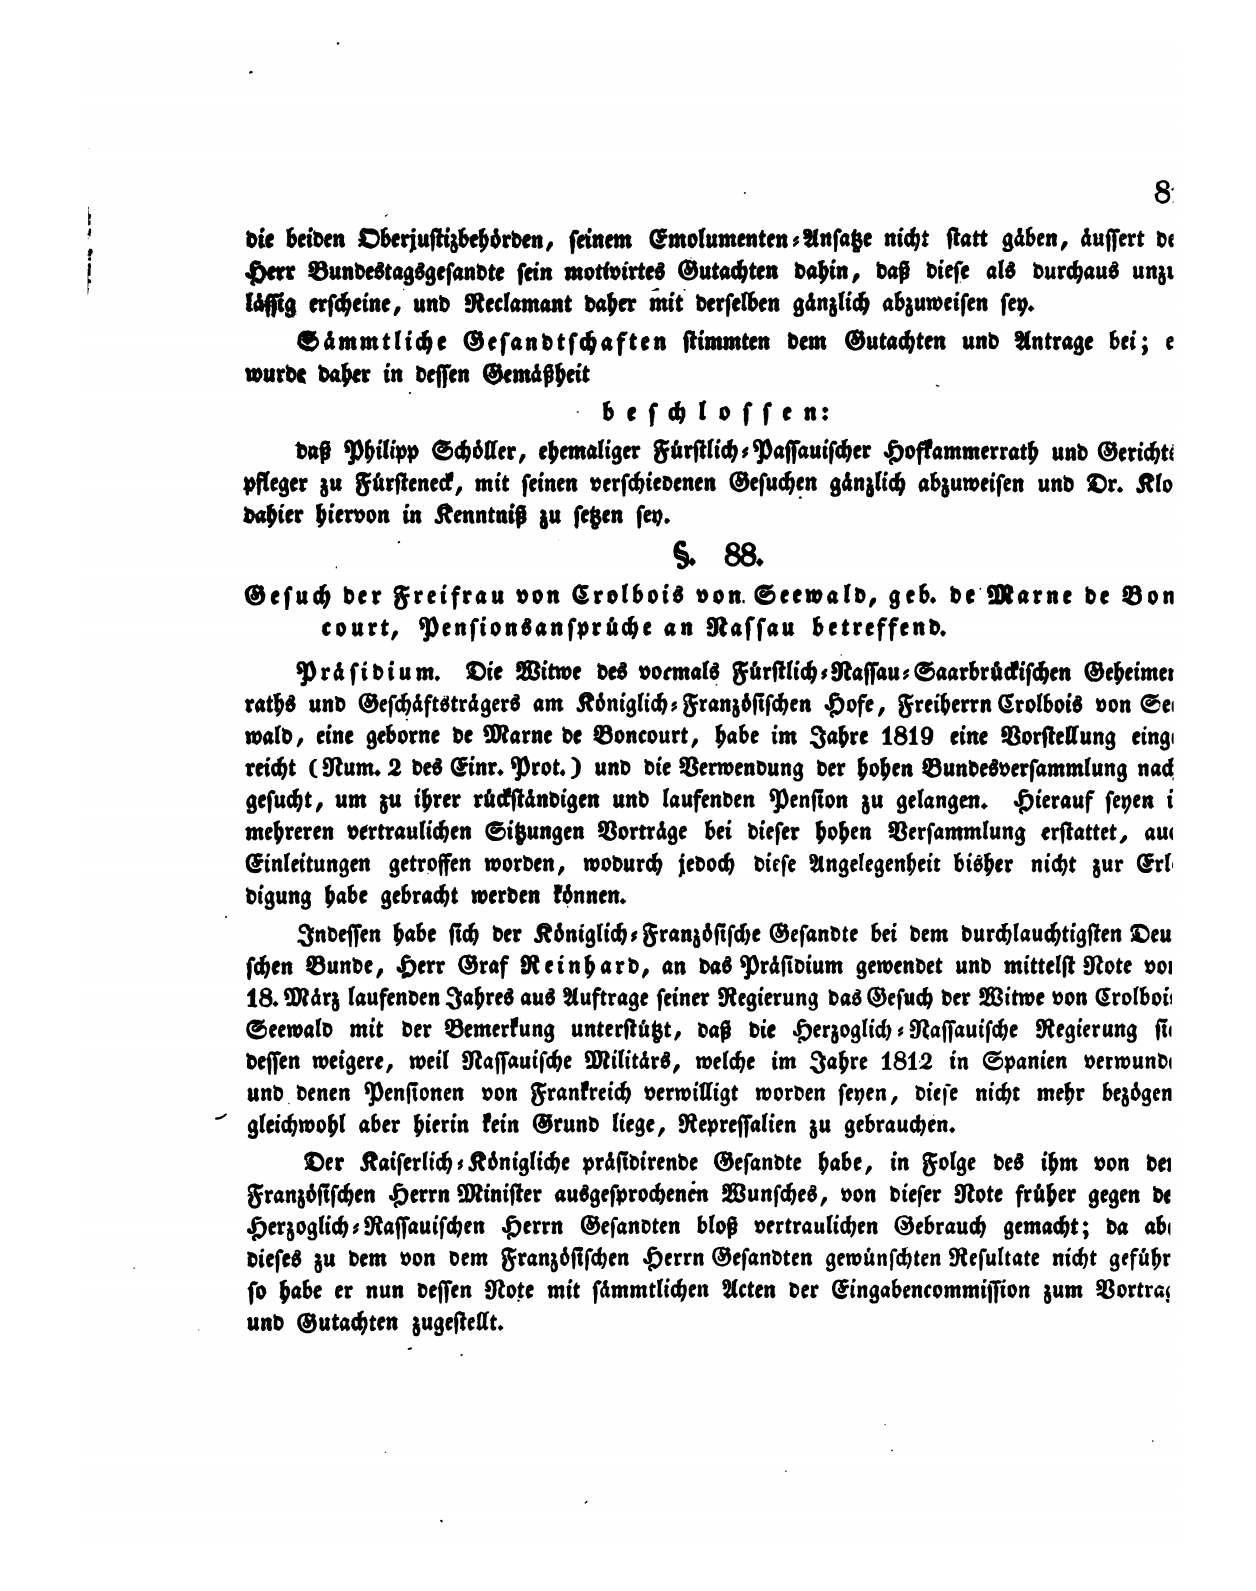 8
die beiden Oberjustizbehörden, seinem Emolumenten-Ansatze nicht statt gäben, äussert de
Herr Bundestagsgesandte sein motivirtes Gutachten dahin, daß diese als durchaus unzu
lässig erscheine, und Reclamant daher mit derselben gänzlich abzuweisen sey.
Sämmtliche Gesandtschaften stimmten dem Gutachten und Antrage bei; e
wurde daher in dessen Gemäßheit
beschlossen:
daß Philipp Schöller, ehemaliger Fürstlich-Passauischer Hofkammerrath und Gerichts
pfleger zu Fürsteneck, mit seinen verschiedenen Gesuchen gänzlich abzuweisen und Dr. Klo
dahier hiervon in Kenntniß zu setzen sey.
§. 88.
Gesuch der Freifrau von Crolbois von Seewald, geb. de Marne de Bon
court, Pensionsansprüche an Nassau betreffend.
Präsidium. Die Witwe des vormals Fürstlich-Nassau-Saarbrückischen Geheimen
raths und Geschäftsträgers am Königlich-Französischen Hofe, Freiherrn Crolbois von See
wald, eine geborne de Marne de Boncourt, habe im Jahre 1819 eine Vorstellung einge
reicht (Num. 2 des Einr. Prot.) und die Verwendung der hohen Bundesversammlung nach
gesucht, um zu ihrer rückständigen und laufenden Pension zu gelangen. Hierauf seyen i
mehreren vertraulichen Sitzungen Vorträge bei dieser hohen Versammlung erstattet, auc
Einleitungen getroffen worden, wodurch jedoch diese Angelegenheit bisher nicht zur Erle
digung habe gebracht werden können.
Indessen habe sich der Königlich-Französische Gesandte bei dem durchlauchtigsten Deu
schen Bunde, Herr Graf Reinhard, an das Präsidium gewendet und mittelst Note von
18. März laufenden Jahres aus Auftrage seiner Regierung das Gesuch der Witwe von Crolbois
Seewald mit der Bemerkung unterstützt, daß die Herzoglich-Nassauische Regierung sic
dessen weigere, weil Nassauische Militärs, welche im Jahre 1812 in Spanien verwunde
und denen Pensionen von Frankreich verwilligt worden seyen, diese nicht mehr bezögen
gleichwohl aber hierin kein Grund liege, Repressalien zu gebrauchen.
Der Kaiserlich-Königliche präsidirende Gesandte habe, in Folge des ihm von dem
Französischen Herrn Minister ausgesprochenen Wunsches, von dieser Note früher gegen de
Herzoglich-Nassauischen Herrn Gesandten bloß vertraulichen Gebrauch gemacht; da abe
dieses zu dem von dem Französischen Herrn Gesandten gewünschten Resultate nicht geführ
so habe er nun dessen Note mit sämmtlichen Acten der Eingabencommission zum Vortrag
und Gutachten zugestellt.